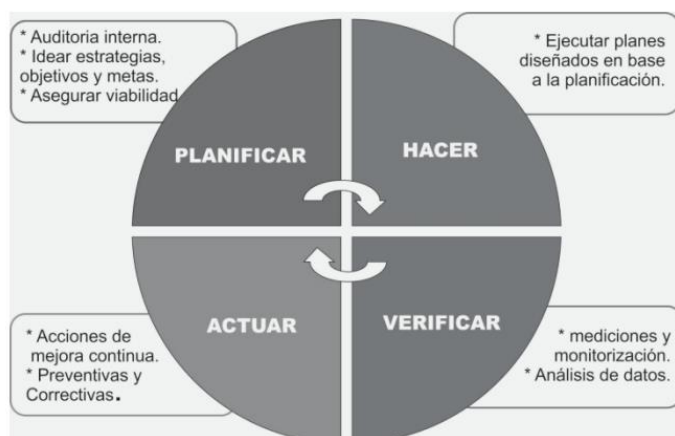 * Auditoria interna.
* Idear estrategias,
objetivos y metas.
* Asegurar viabilidad
* Ejecutar planes
diseñados en base
a la planificación.
PLANIFICAR
HACER
ACTUAR
VERIFICAR
* Acciones de
mejora continua.
* Preventivas y
Correctivas.
* mediciones y
monitorización.
* Análisis de datos.